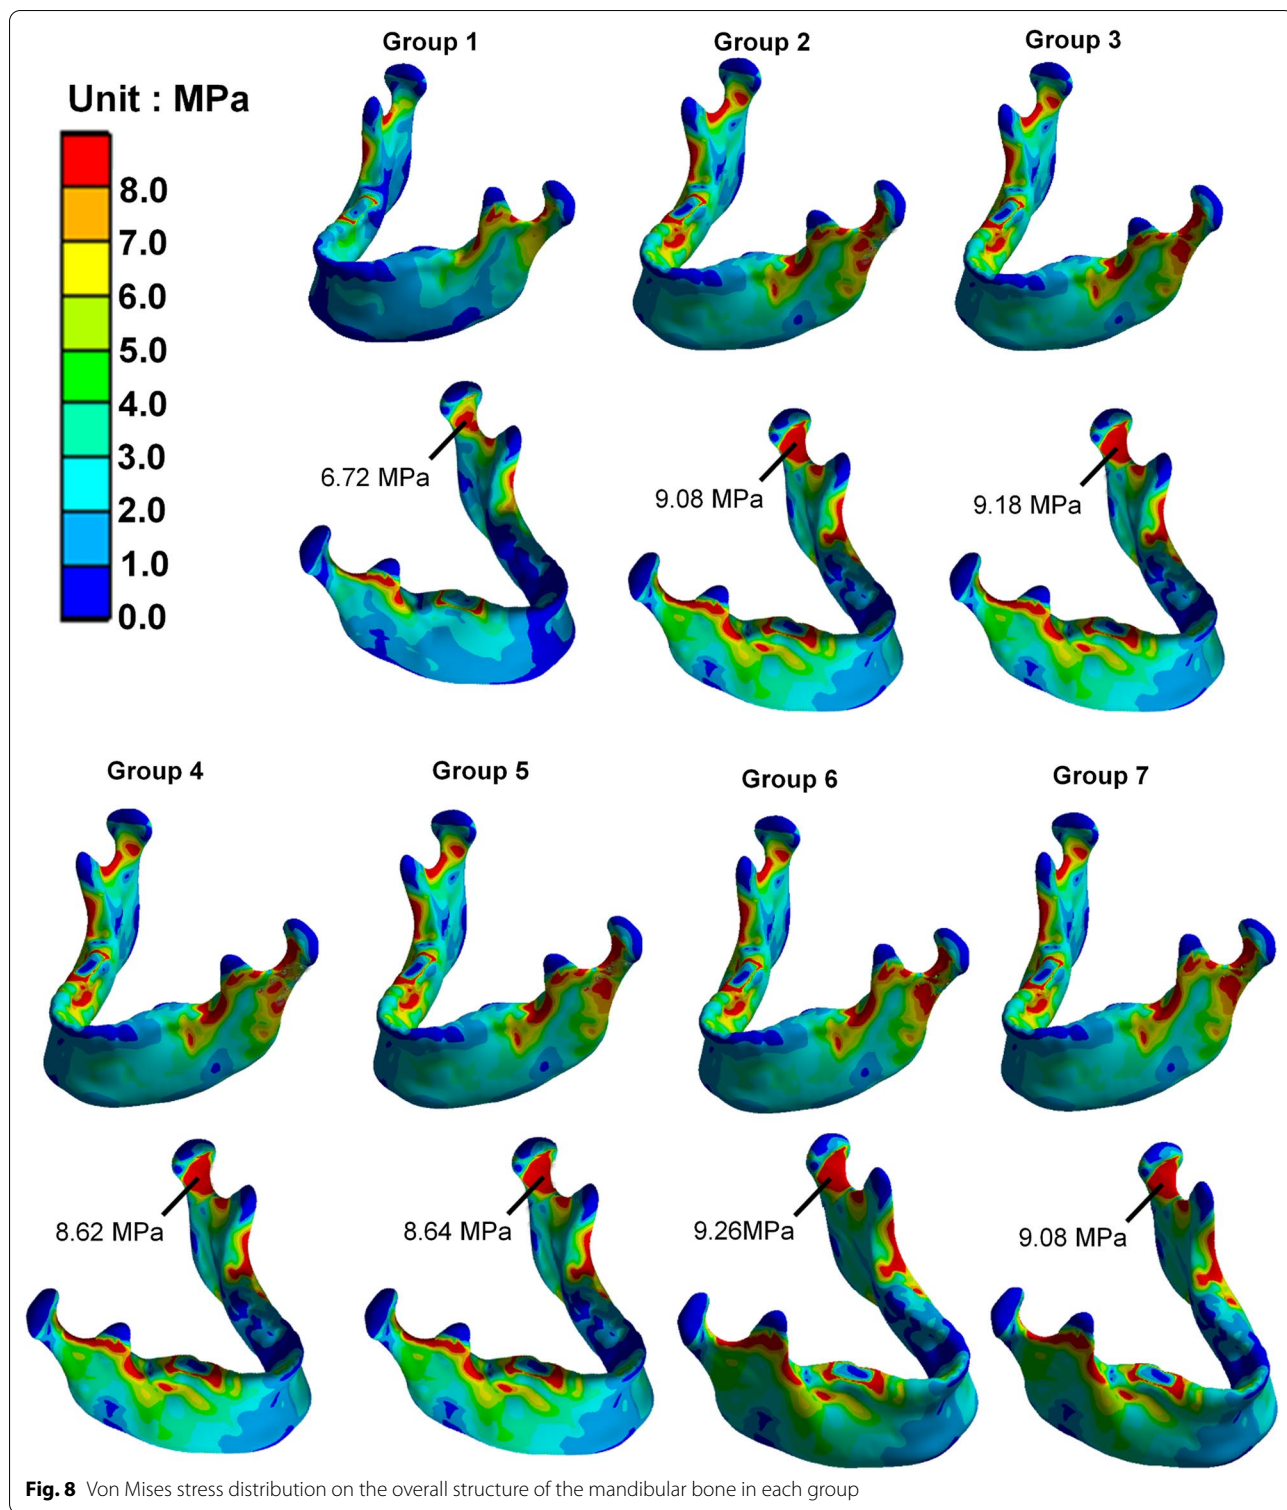 Group 1
Group 2
Group 3
Unit : MPa
8.0
7.0
6.0
5.0
4.0
3.0
2.0
1.0
0.0
6.72 MPa
9.08 MPa
9.18 MPa
Group 4
Group 5
Group 6
Group 7
8.62 MPa
8.64 MPa
9.26MPa
9.08 MPa
Fig. 8 Von Mises stress distribution on the overall structure of the mandibular bone in each group